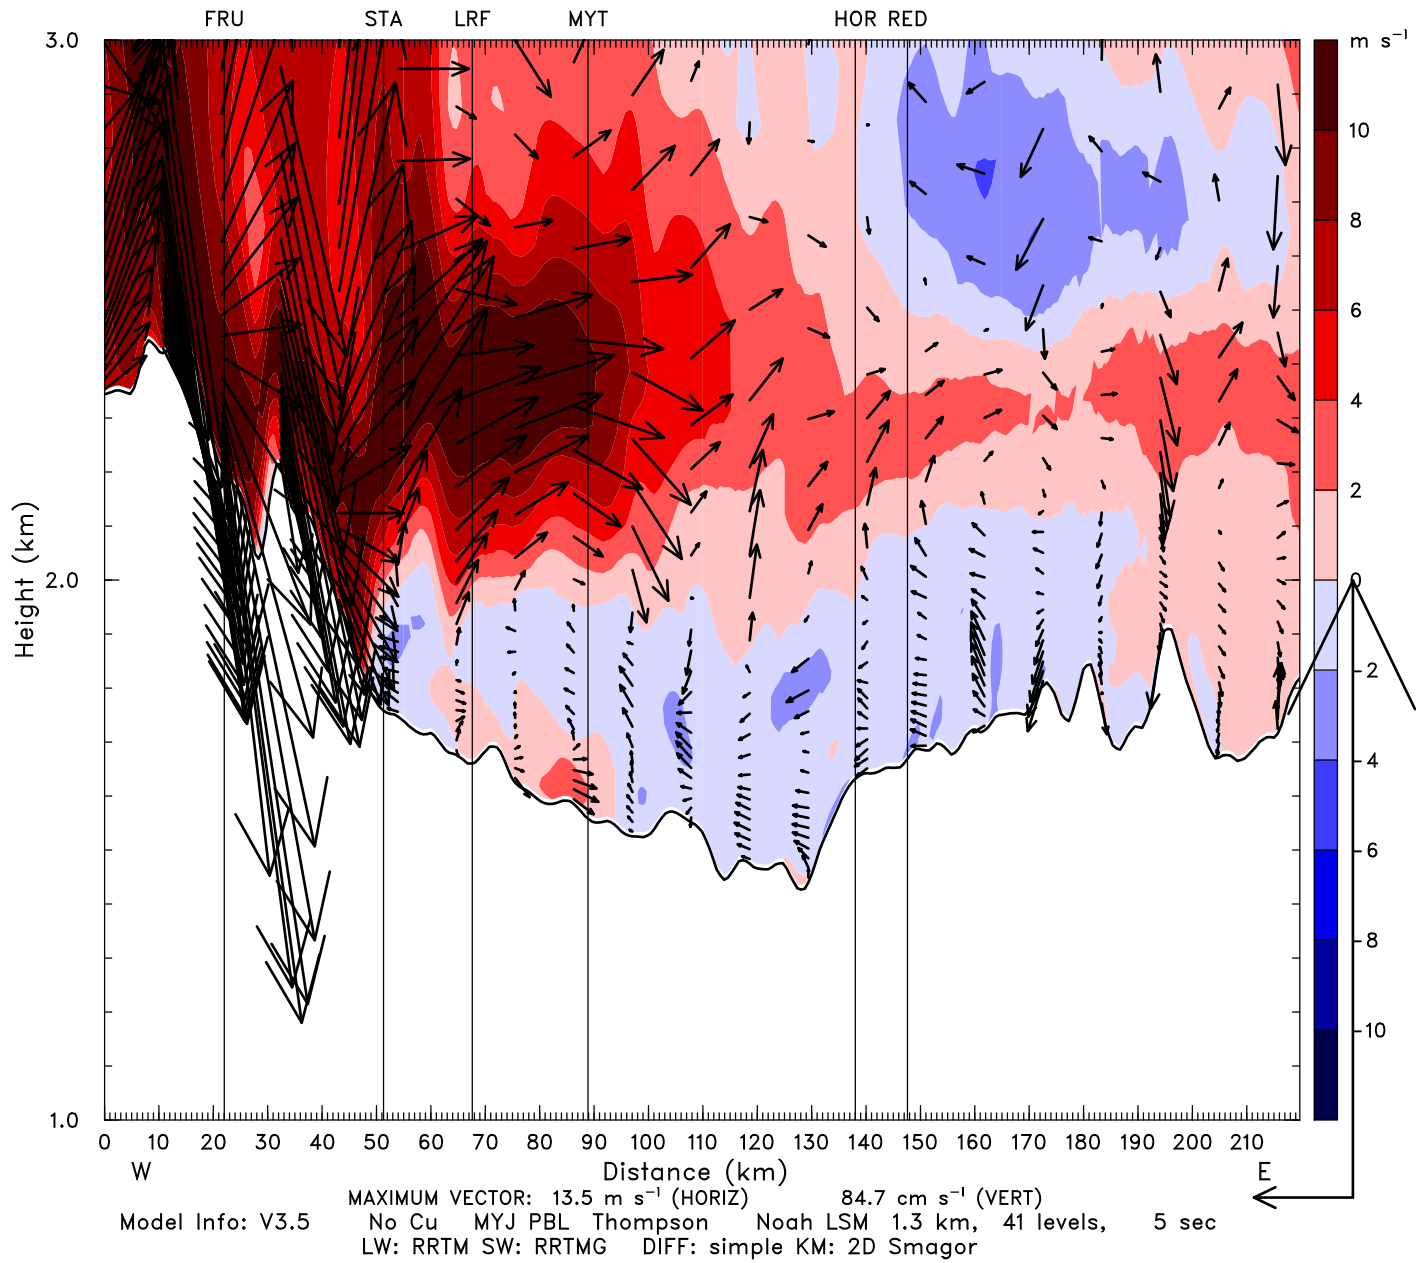 FRU STA LRF MYT HOR RED
3.0
m s⁻¹
10
8
6
4
2
Height (km)
2.0
0
2
4
6
8
10
1.0
0 10 20 30 40 50 60 70 80 90 100 110 120 130 140 150 160 170 180 190 200 210
W Distance (km) E
MAXIMUM VECTOR: 13.5 m s⁻¹ (HORIZ) 84.7 cm s⁻¹ (VERT)
Model Info: V3.5 No Cu MYJ PBL Thompson Noah LSM 1.3 km, 41 levels, 5 sec
LW: RRTM SW: RRTMG DIFF: simple KM: 2D Smagor